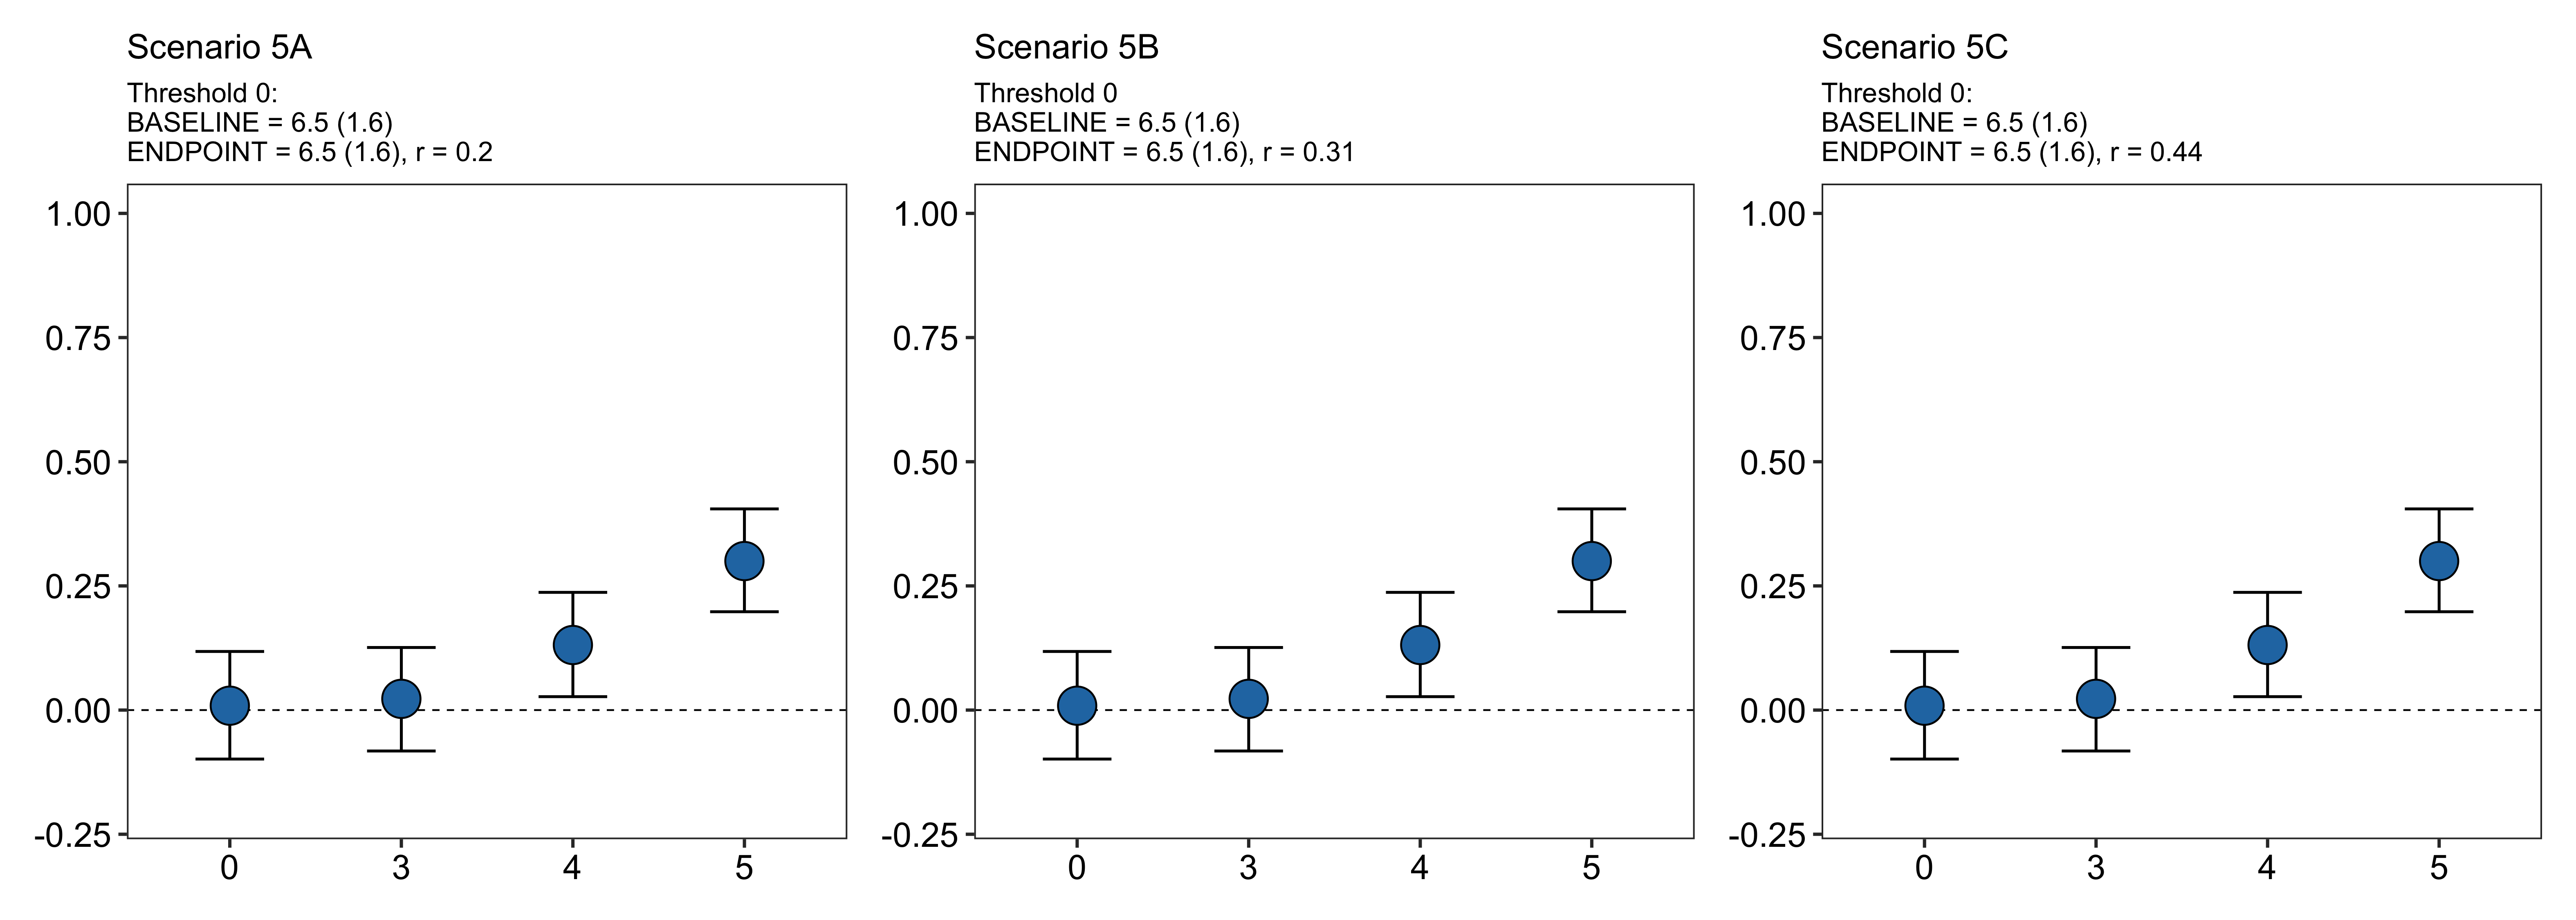 Scenario 5A
Threshold 0:
BASELINE = 6.5 (1.6)
ENDPOINT = 6.5 (1.6), r = 0.2
1.00
0.75
0.50
0.25
0.00
-0.25
0 3 4 5
Scenario 5B
Threshold 0
BASELINE = 6.5 (1.6)
ENDPOINT = 6.5 (1.6), r = 0.31
1.00
0.75
0.50
0.25
0.00
-0.25
0 3 4 5
Scenario 5C
Threshold 0:
BASELINE = 6.5 (1.6)
ENDPOINT = 6.5 (1.6), r = 0.44
1.00
0.75
0.50
0.25
0.00
-0.25
0 3 4 5